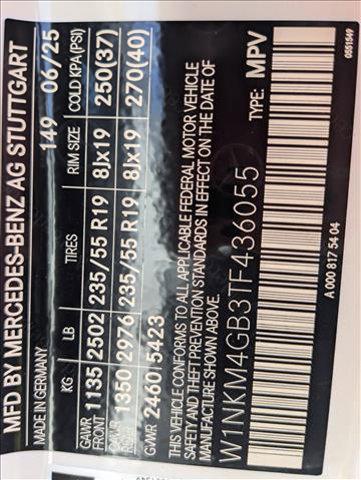 MFD BY MERCEDES-BENZ AG STUTTGART
MADE IN GERMANY 149 06/25
KG LB TIRES RIM SIZE COLD KPA (PSI)
GAWR FRONT 1135 2502 235/55 R19 8Jx19 250(37)
GAWR 1350 2976 235/55 R19 8Jx19 270(40)
GVWR 2460 5423
THIS VEHICLE CONFORMS TO ALL APPLICABLE FEDERAL MOTOR VEHICLE
SAFETY AND THEFT PREVENTION STANDARDS IN EFFECT ON THE DATE OF
MANUFACTURE SHOWN ABOVE.
W1NKM4GB3TF436055 TYPE: MPV
A 000 817 54 04
0551549